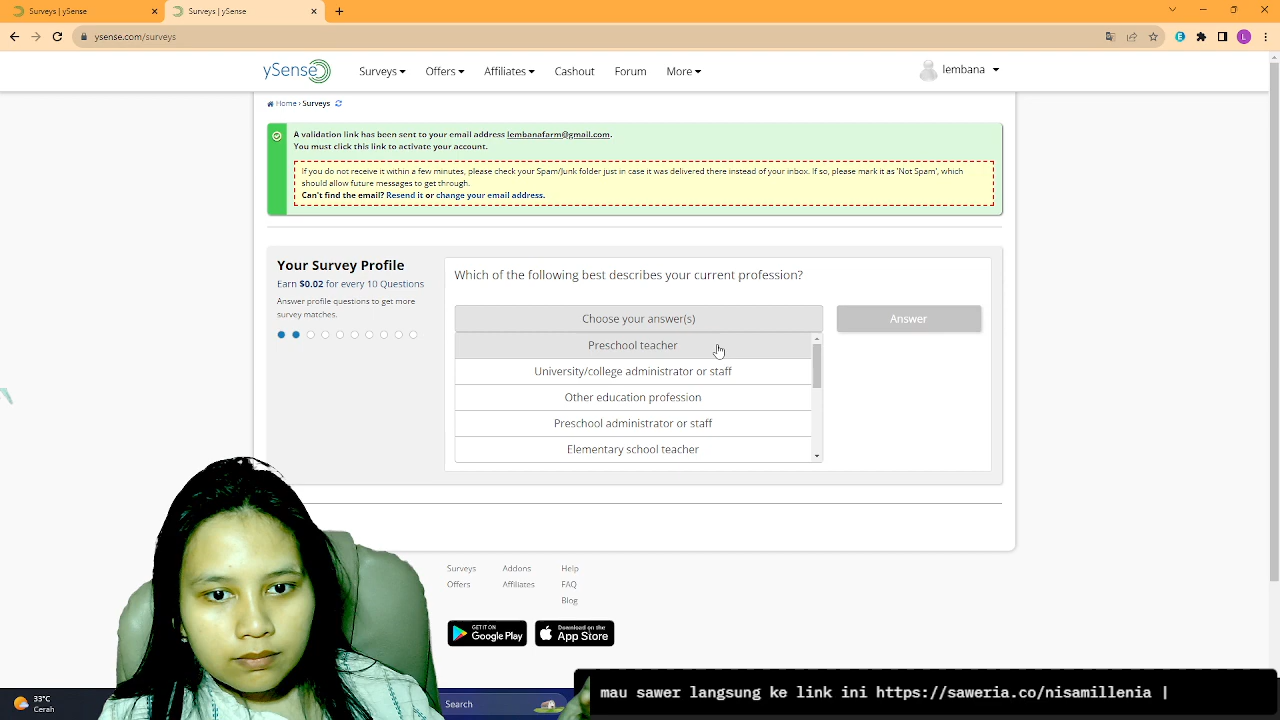 Surveys | ySense
Surveys | ySense
ysense.com/surveys
L
ySense
Surveys
Offers
Affiliates
Cashout
Forum
More
lembana
Home › Surveys
A validation link has been sent to your email address lembanafarm@gmail.com.
You must click this link to activate your account.
If you do not receive it within a few minutes, please check your Spam/Junk folder just in case it was delivered there instead of your inbox. If so, please mark it as 'Not Spam', which
should allow future messages to get through.
Can't find the email? Resend it or change your email address.
Your Survey Profile
Earn $0.02 for every 10 Questions
Answer profile questions to get more
survey matches.
Which of the following best describes your current profession?
Choose your answer(s)
Answer
Preschool teacher
University/college administrator or staff
Other education profession
Preschool administrator or staff
Elementary school teacher
Surveys
Addons
Help
Offers
Affiliates
FAQ
Blog
GET IT ON
Google Play
Download on the
App Store
33°C
Cerah
Search
mau sawer langsung ke link ini https://saweria.co/nisamillenia |